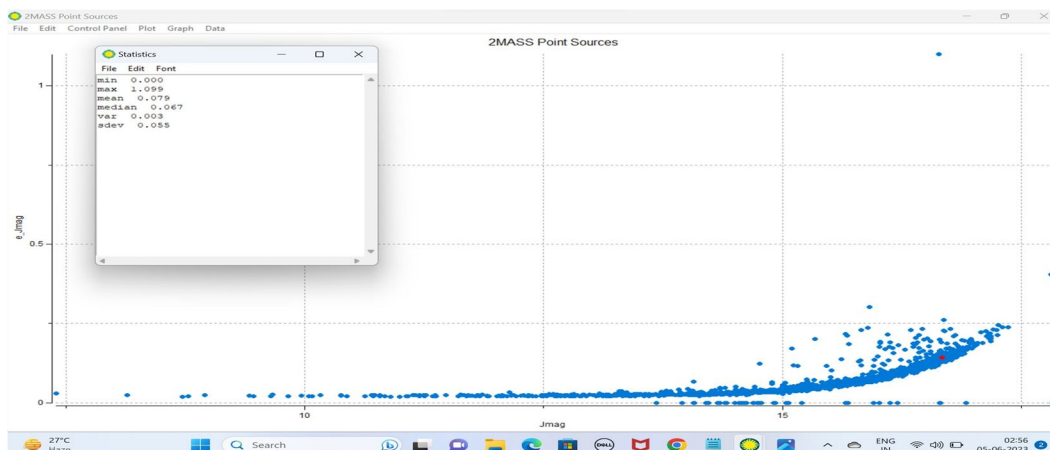 2MASS Point Sources
File Edit Control Panel Plot Graph Data
2MASS Point Sources
Statistics
File Edit Font
min 0.000
max 1.099
mean 0.079
median 0.067
var 0.003
sdev 0.055
1
0.5
0
e_Jmag
10
15
Jmag
27°C
Haze
Search
DELL
ENG
IN
02:56
05-06-2023
2